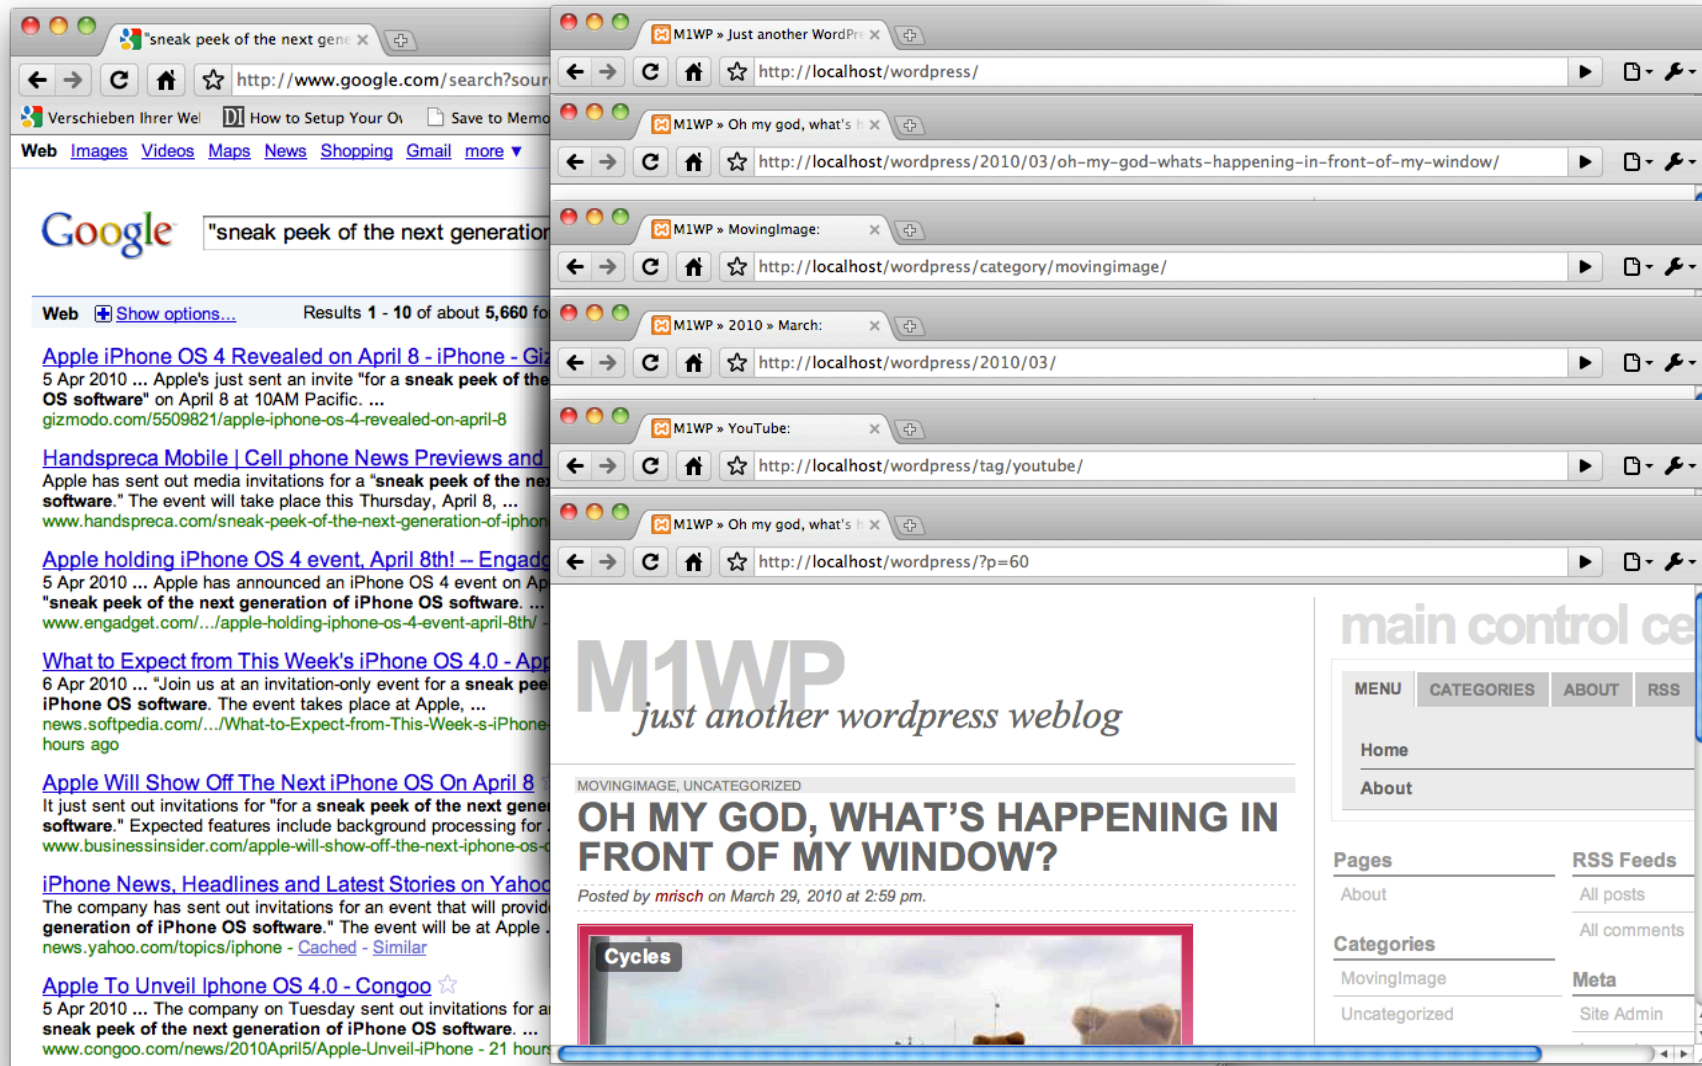 "sneak peek of the next gene
http://www.google.com/search?sour
Verschieben Ihrer Wel
DI How to Setup Your Ov
Save to Memo
Web Images Videos Maps News Shopping Gmail more ▼
Google
"sneak peek of the next generation
Web Show options... Results 1 - 10 of about 5,660 fo
Apple iPhone OS 4 Revealed on April 8 - iPhone - Giz
5 Apr 2010 ... Apple's just sent an invite "for a sneak peek of the
OS software" on April 8 at 10AM Pacific. ...
gizmodo.com/5509821/apple-iphone-os-4-revealed-on-april-8
Handspreca Mobile | Cell phone News Previews and
Apple has sent out media invitations for a "sneak peek of the nex
software." The event will take place this Thursday, April 8, ...
www.handspreca.com/sneak-peek-of-the-next-generation-of-iphon
Apple holding iPhone OS 4 event, April 8th! -- Engadg
5 Apr 2010 ... Apple has announced an iPhone OS 4 event on Ap
"sneak peek of the next generation of iPhone OS software. ...
www.engadget.com/.../apple-holding-iphone-os-4-event-april-8th/ -
What to Expect from This Week's iPhone OS 4.0 - App
6 Apr 2010 ... "Join us at an invitation-only event for a sneak pee
iPhone OS software. The event takes place at Apple, ...
news.softpedia.com/.../What-to-Expect-from-This-Week-s-iPhone-
hours ago
Apple Will Show Off The Next iPhone OS On April 8
It just sent out invitations for "for a sneak peek of the next gener
software." Expected features include background processing for .
www.businessinsider.com/apple-will-show-off-the-next-iphone-os-o
iPhone News, Headlines and Latest Stories on Yahoo
The company has sent out invitations for an event that will provid
generation of iPhone OS software." The event will be at Apple .
news.yahoo.com/topics/iphone - Cached - Similar
Apple To Unveil Iphone OS 4.0 - Congoo
5 Apr 2010 ... The company on Tuesday sent out invitations for an
sneak peek of the next generation of iPhone OS software. ...
www.congoo.com/news/2010April5/Apple-Unveil-iPhone - 21 hours
M1WP » Just another WordPre
http://localhost/wordpress/
M1WP » Oh my god, what's h
http://localhost/wordpress/2010/03/oh-my-god-whats-happening-in-front-of-my-window/
M1WP » MovingImage:
http://localhost/wordpress/category/movingimage/
M1WP » 2010 » March:
http://localhost/wordpress/2010/03/
M1WP » YouTube:
http://localhost/wordpress/tag/youtube/
M1WP » Oh my god, what's h
http://localhost/wordpress/?p=60
M1WP
just another wordpress weblog
MOVINGIMAGE, UNCATEGORIZED
OH MY GOD, WHAT'S HAPPENING IN
FRONT OF MY WINDOW?
Posted by mrisch on March 29, 2010 at 2:59 pm.
Cycles
main control ce
MENU CATEGORIES ABOUT RSS
Home
About
Pages
About
Categories
MovingImage
Uncategorized
RSS Feeds
All posts
All comments
Meta
Site Admin